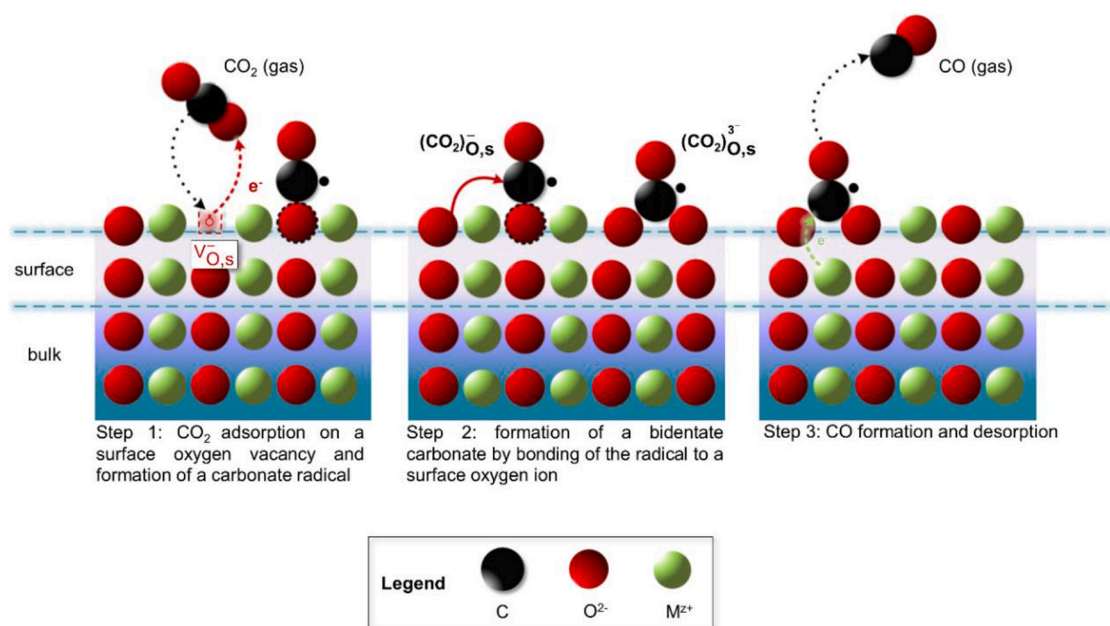 CO₂ (gas)
e⁻
V⁻O,s
(CO₂)⁻O,s
(CO₂)³⁻O,s
CO (gas)
e⁻
surface
bulk
Step 1: CO₂ adsorption on a
surface oxygen vacancy and
formation of a carbonate radical
Step 2: formation of a bidentate
carbonate by bonding of the radical to a
surface oxygen ion
Step 3: CO formation and desorption
Legend
C
O²⁻
Mᶻ⁺